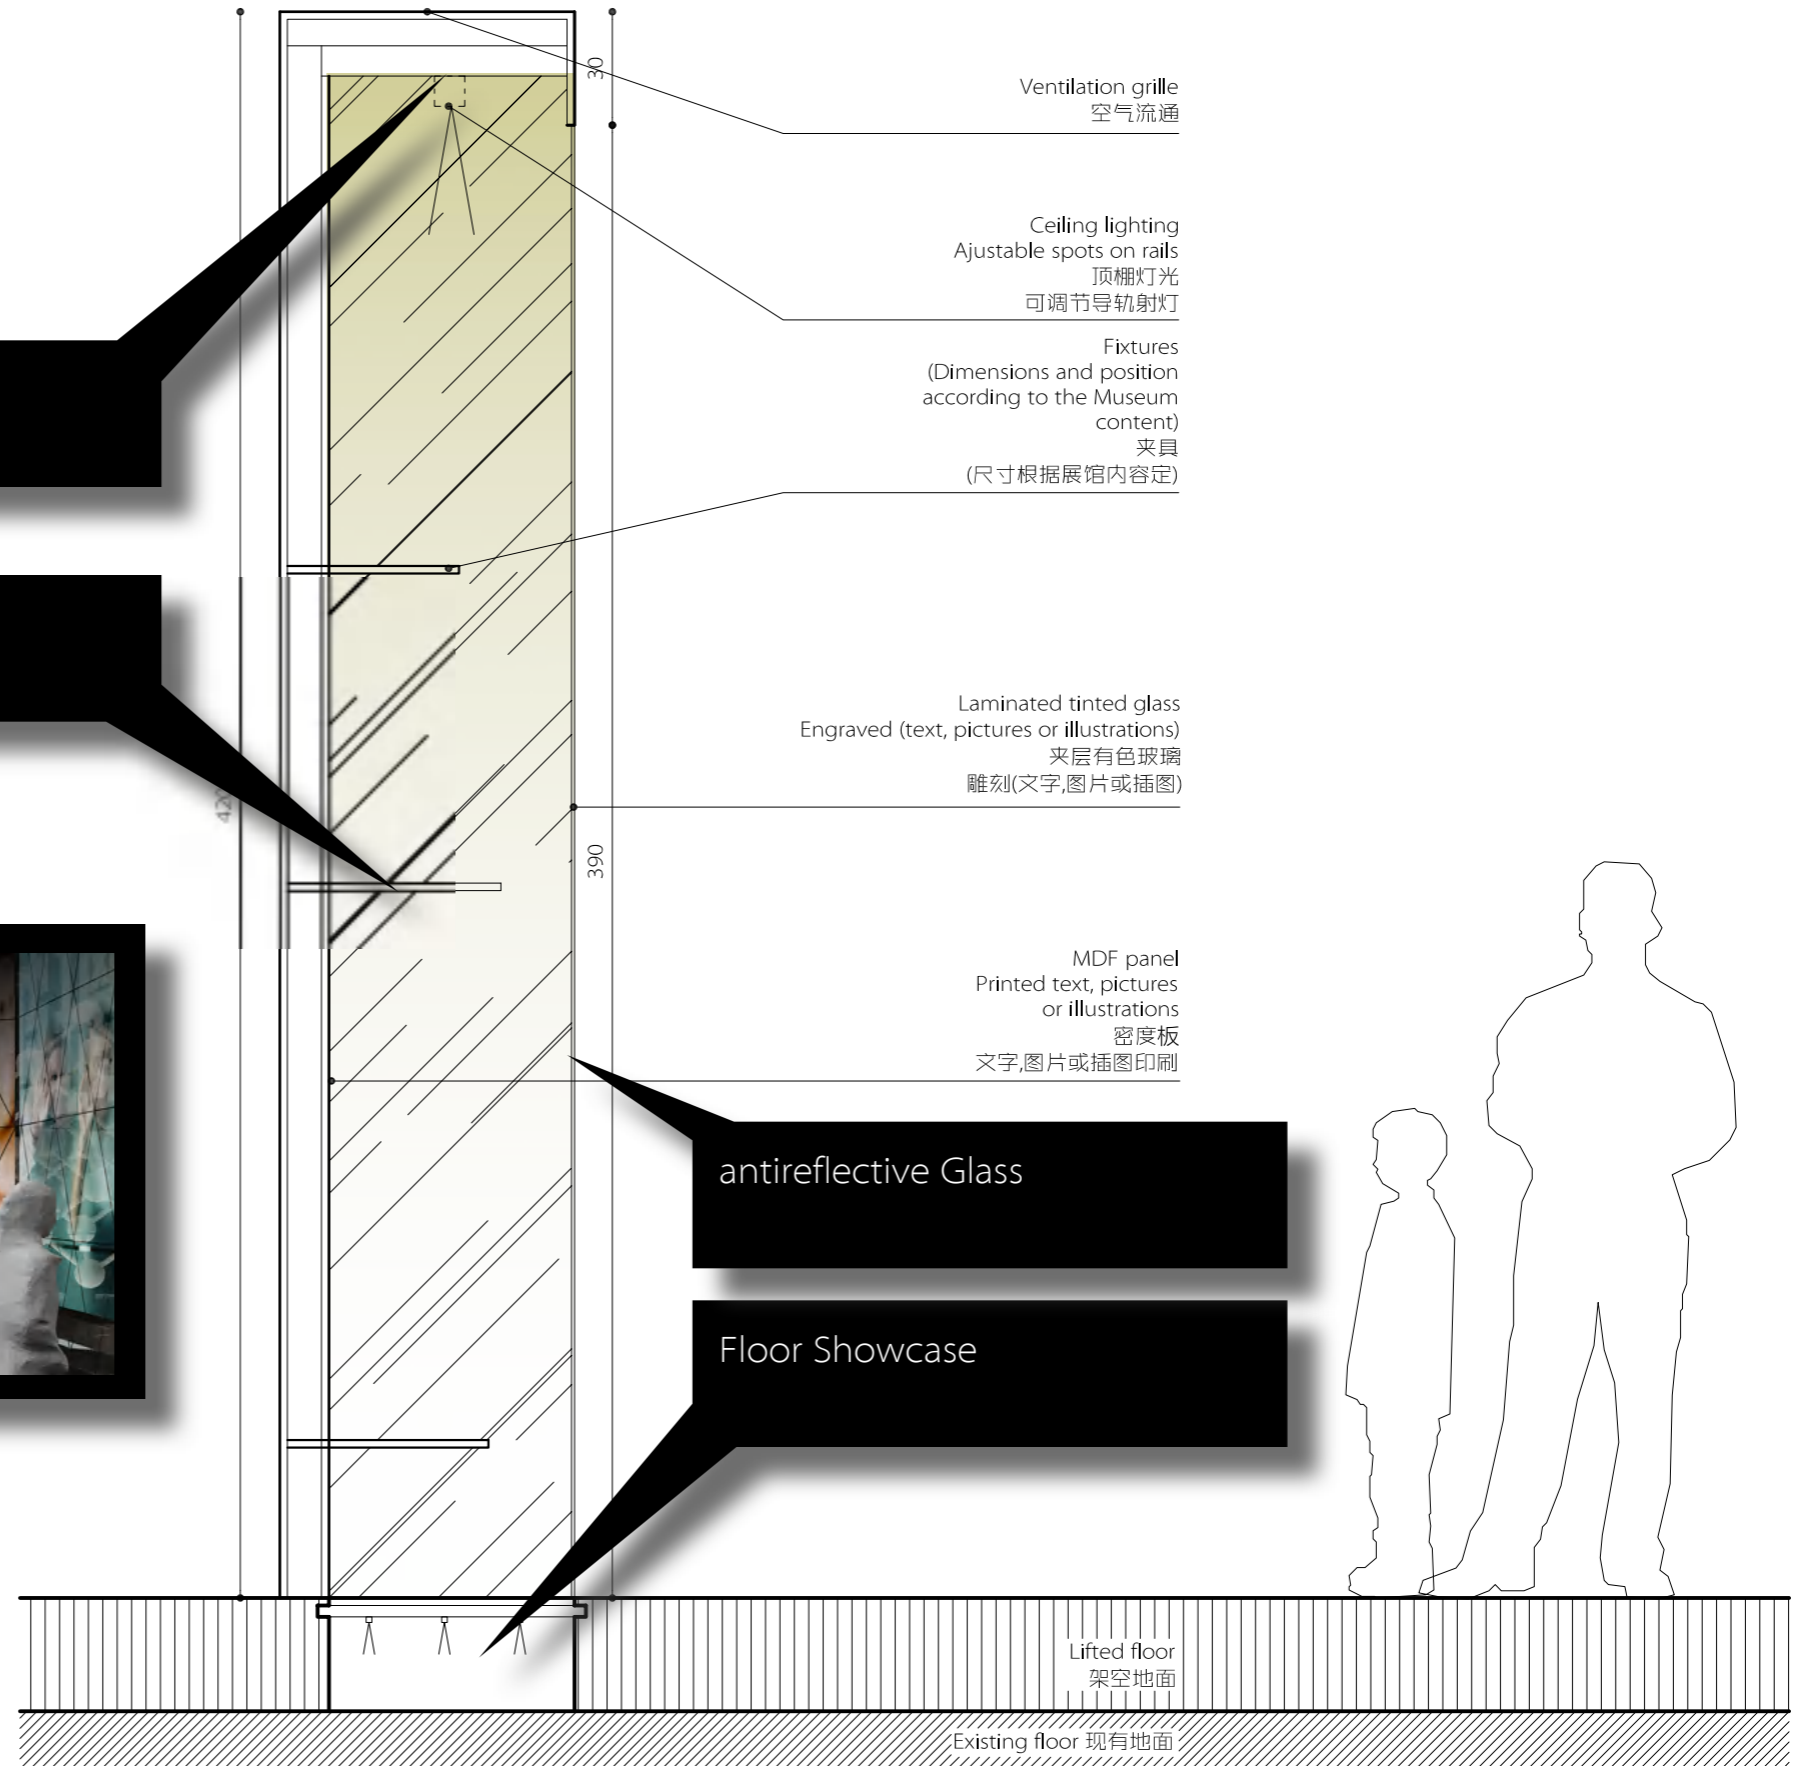 30
Ventilation grille
空气流通
Ceiling lighting
Ajustable spots on rails
顶棚灯光
可调节导轨射灯
Fixtures
(Dimensions and position
according to the Museum
content)
夹具
(尺寸根据展馆内容定)
Laminated tinted glass
Engraved (text, pictures or illustrations)
夹层有色玻璃
雕刻(文字,图片或插图)
420
390
MDF panel
Printed text, pictures
or illustrations
密度板
文字,图片或插图印刷
antireflective Glass
Floor Showcase
Lifted floor
架空地面
Existing floor 现有地面